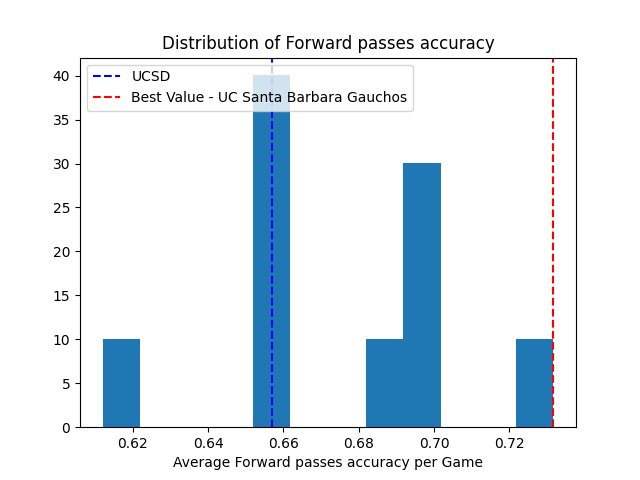 Distribution of Forward passes accuracy
UCSD
Best Value - UC Santa Barbara Gauchos
40
35
30
25
20
15
10
5
0
0.62 0.64 0.66 0.68 0.70 0.72
Average Forward passes accuracy per Game